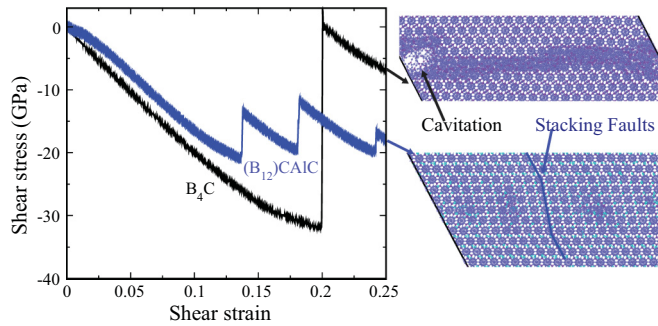 0
-10
-20
-30
-40
Shear stress (GPa)
(B₁₂)CAlC
B₄C
0
0.05
0.1
0.15
0.2
0.25
Shear strain
Cavitation
Stacking Faults